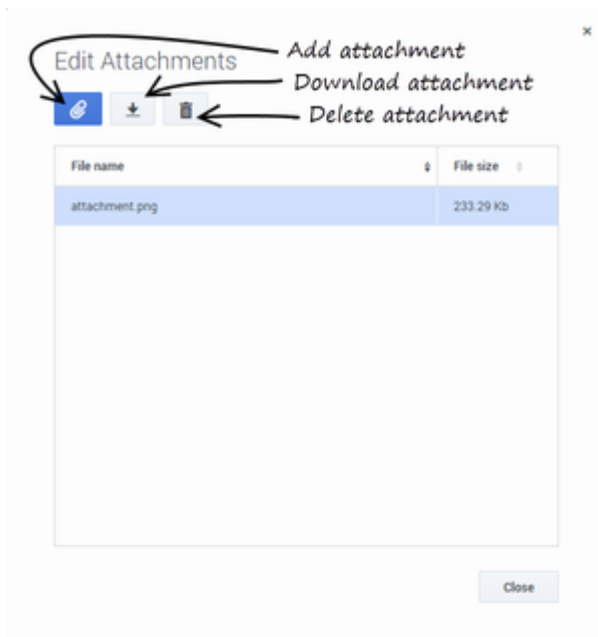 Edit Attachments
Add attachment
Download attachment
Delete attachment
File name
File size
attachment.png
233.29 Kb
Close